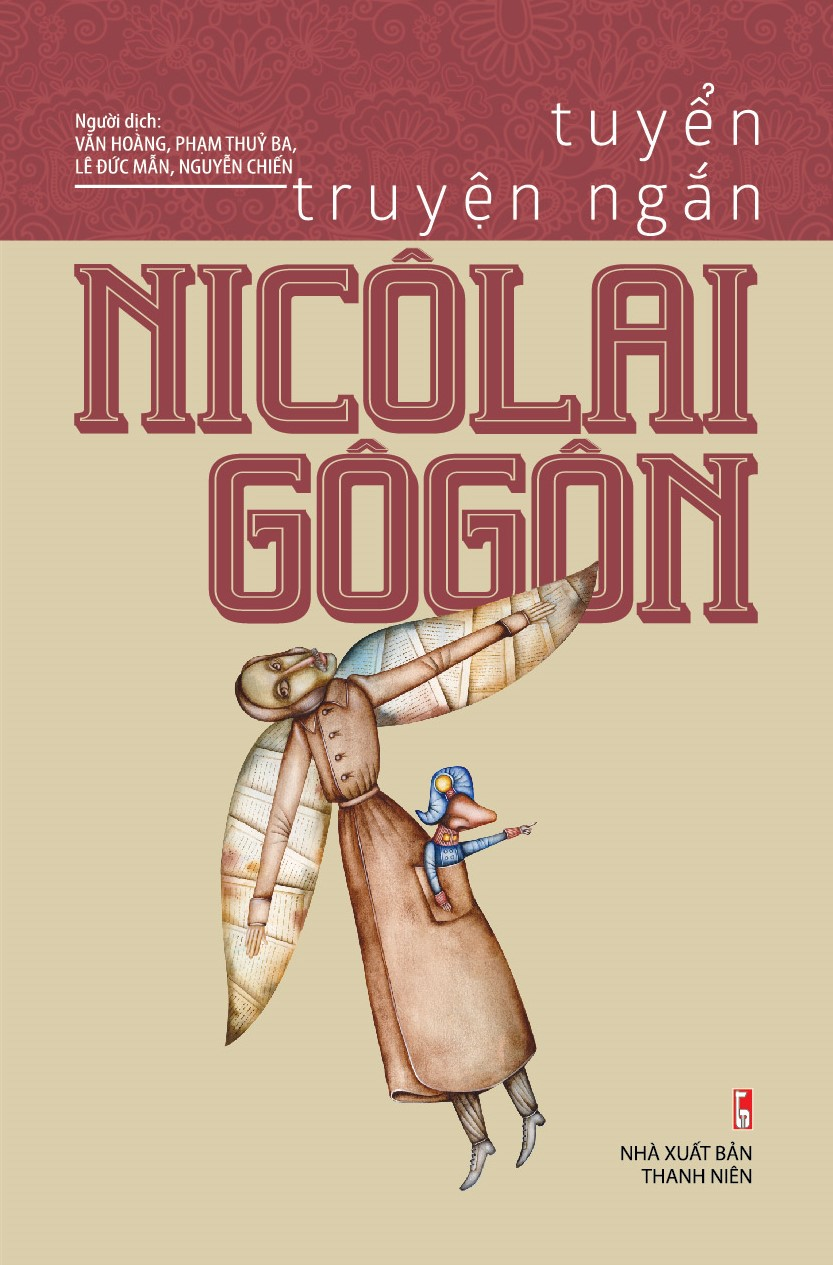 Người dịch:
VĂN HOÀNG, PHẠM THUỶ BA,
LÊ ĐỨC MẪN, NGUYỄN CHIẾN
tuyển
truyện ngắn
NICÔLAI
GÔGÔN
NHÀ XUẤT BẢN
THANH NIÊN